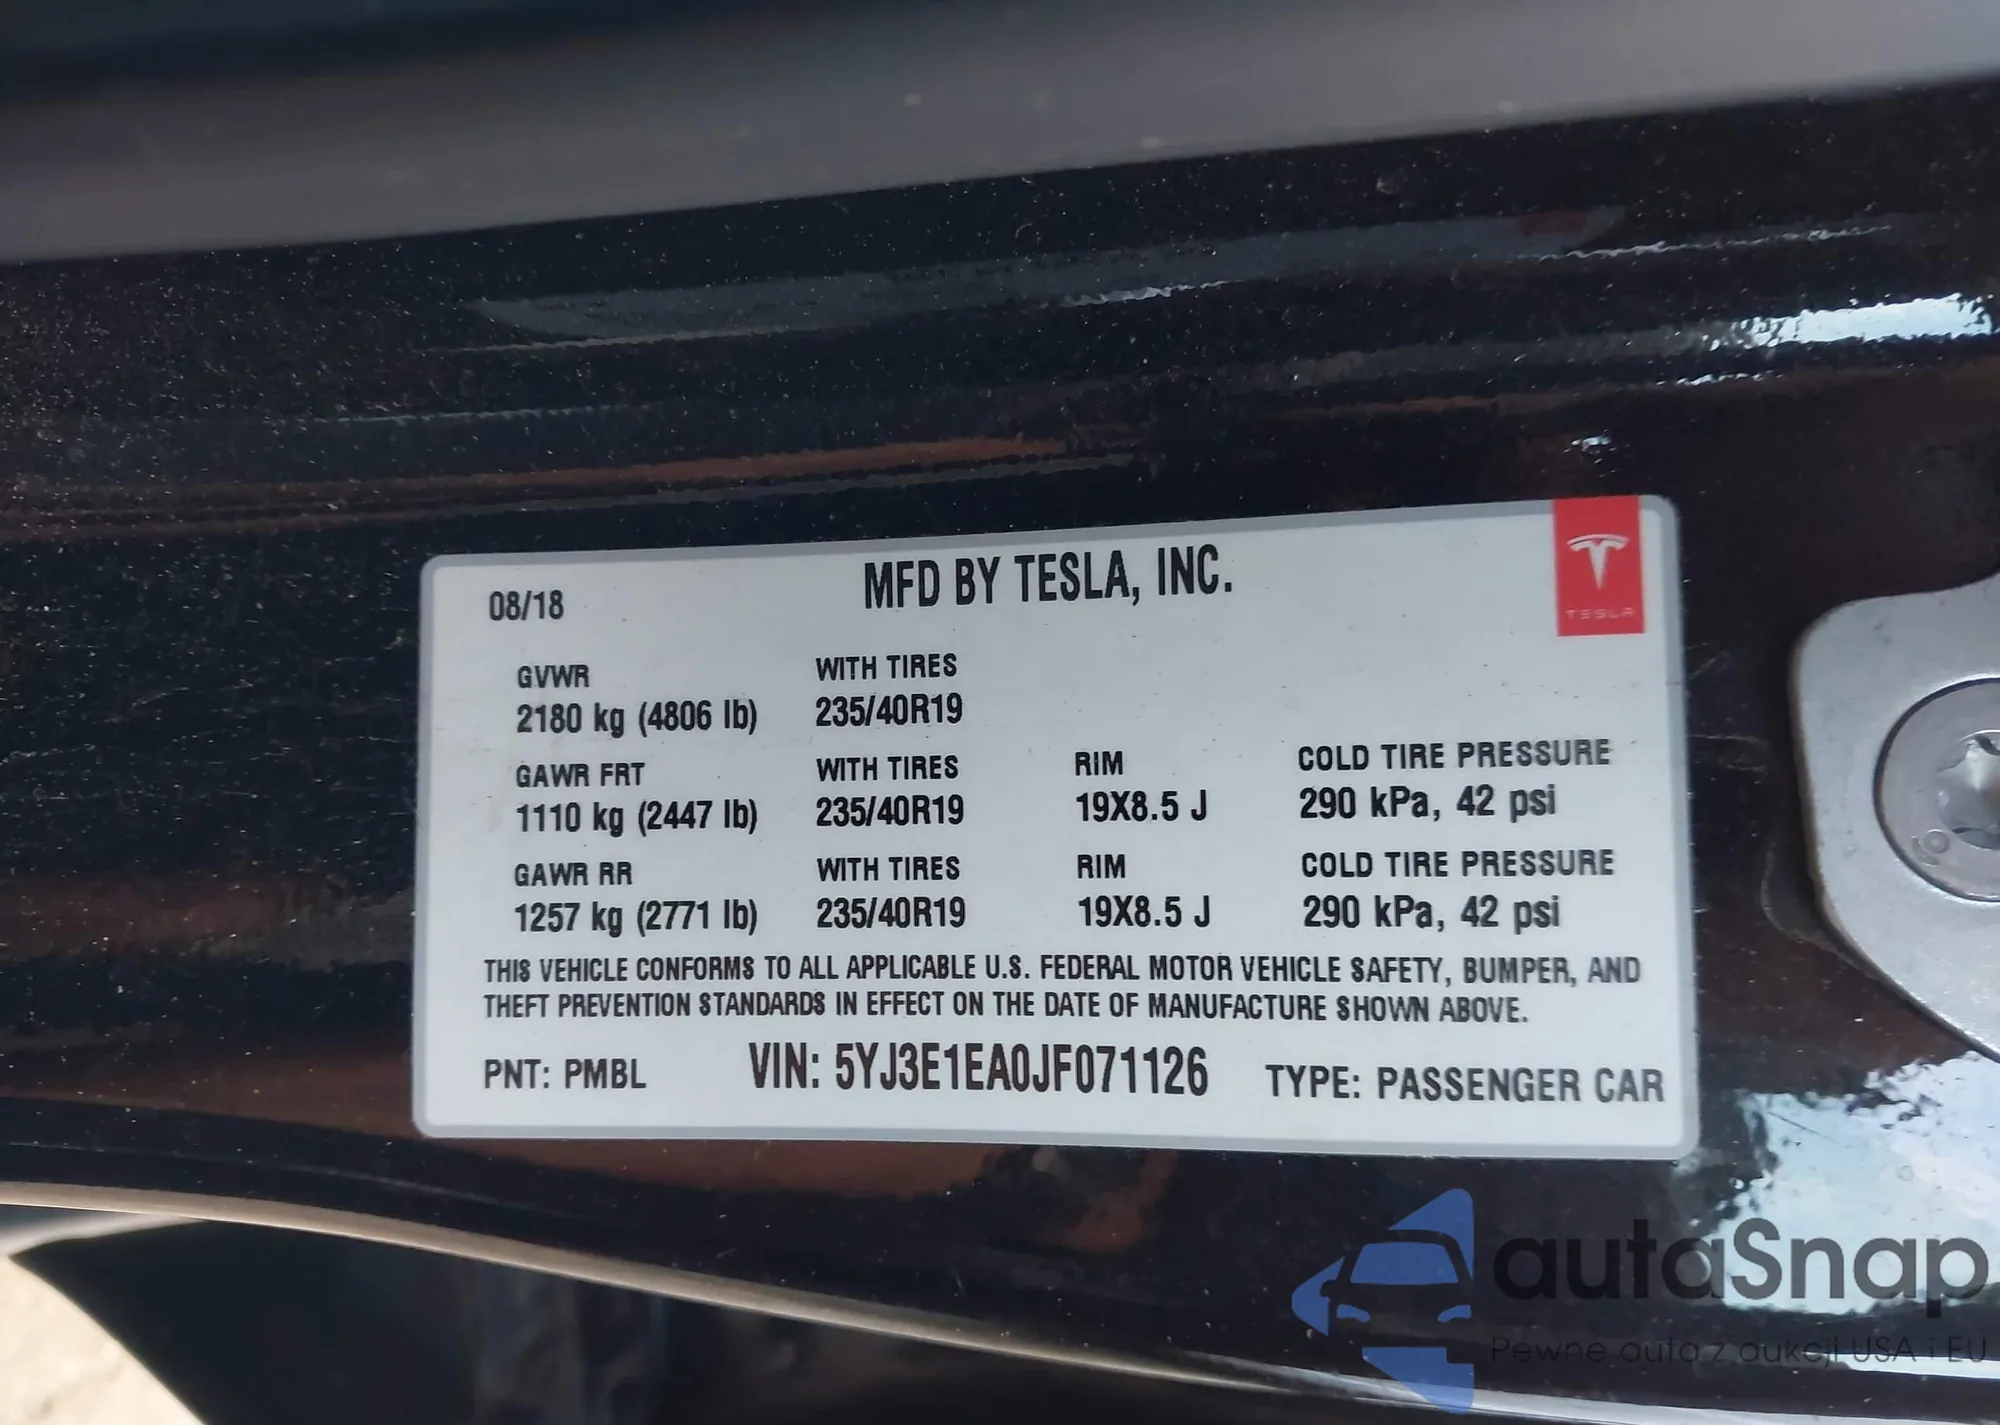 08/18
MFD BY TESLA, INC.
TESLA
GVWR
WITH TIRES
2180 kg (4806 lb)
235/40R19
GAWR FRT
WITH TIRES
RIM
COLD TIRE PRESSURE
1110 kg (2447 lb)
235/40R19
19X8.5 J
290 kPa, 42 psi
GAWR RR
WITH TIRES
RIM
COLD TIRE PRESSURE
1257 kg (2771 lb)
235/40R19
19X8.5 J
290 kPa, 42 psi
THIS VEHICLE CONFORMS TO ALL APPLICABLE U.S. FEDERAL MOTOR VEHICLE SAFETY, BUMPER, AND
THEFT PREVENTION STANDARDS IN EFFECT ON THE DATE OF MANUFACTURE SHOWN ABOVE.
PNT: PMBL
VIN: 5YJ3E1EA0JF071126
TYPE: PASSENGER CAR
autaSnap
Pewne auto z aukcji USA i EU